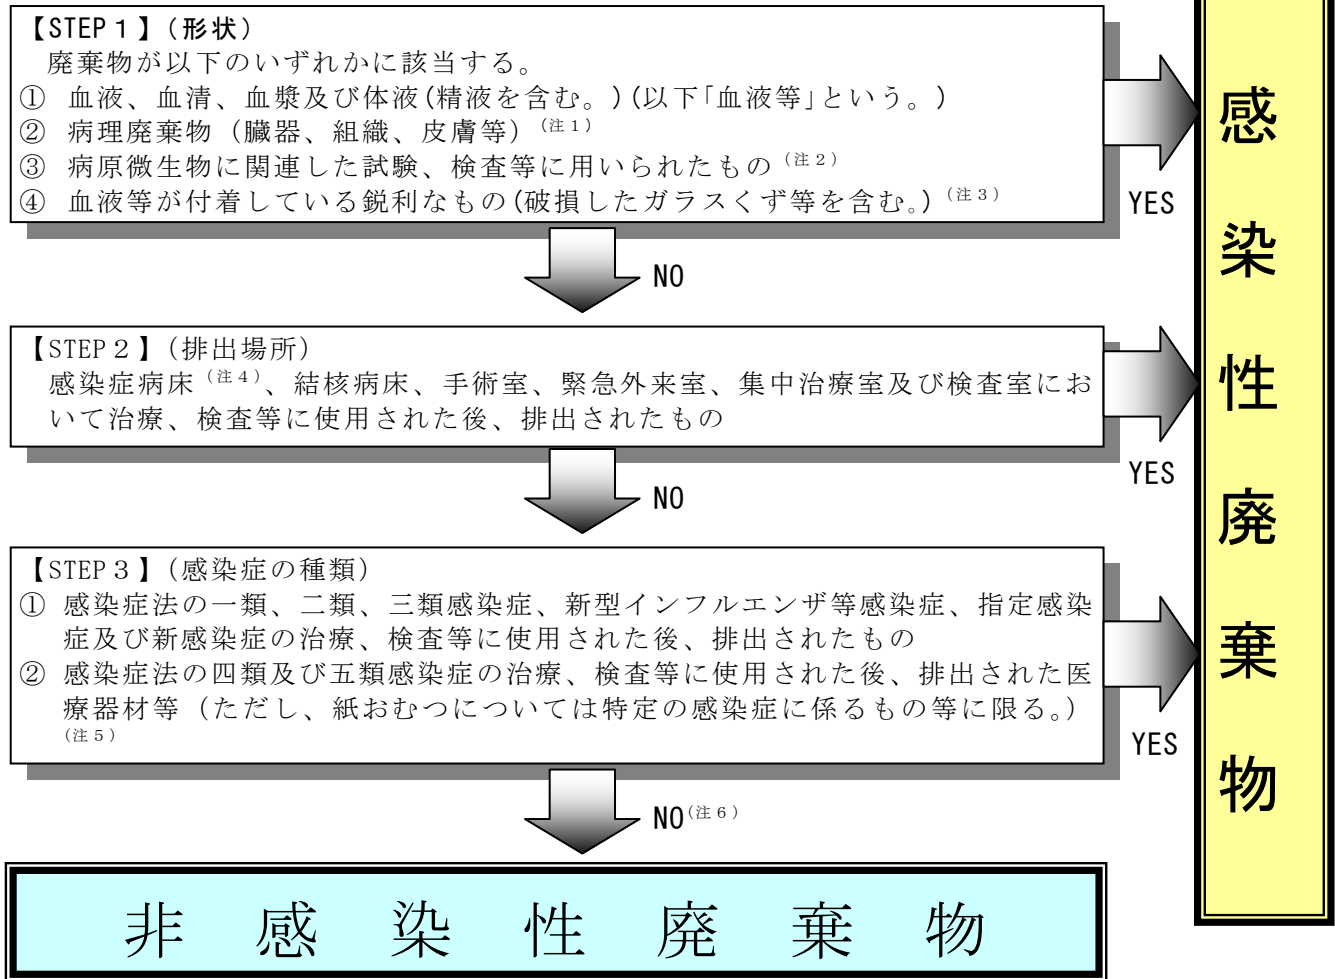 【STEP１】(形状)
廃棄物が以下のいずれかに該当する。
① 血液、血清、血漿及び体液(精液を含む。)(以下「血液等」という。)
② 病理廃棄物（臓器、組織、皮膚等）(注１)
③ 病原微生物に関連した試験、検査等に用いられたもの(注２)
④ 血液等が付着している鋭利なもの(破損したガラスくず等を含む。)(注３)
YES
NO
【STEP２】(排出場所)
感染症病床(注４)、結核病床、手術室、緊急外来室、集中治療室及び検査室にお
いて治療、検査等に使用された後、排出されたもの
YES
NO
【STEP３】(感染症の種類)
① 感染症法の一類、二類、三類感染症、新型インフルエンザ等感染症、指定感染
症及び新感染症の治療、検査等に使用された後、排出されたもの
② 感染症法の四類及び五類感染症の治療、検査等に使用された後、排出された医
療器材等（ただし、紙おむつについては特定の感染症に係るもの等に限る。）
(注５)
YES
NO(注６)
感染性廃棄物
非感染性廃棄物